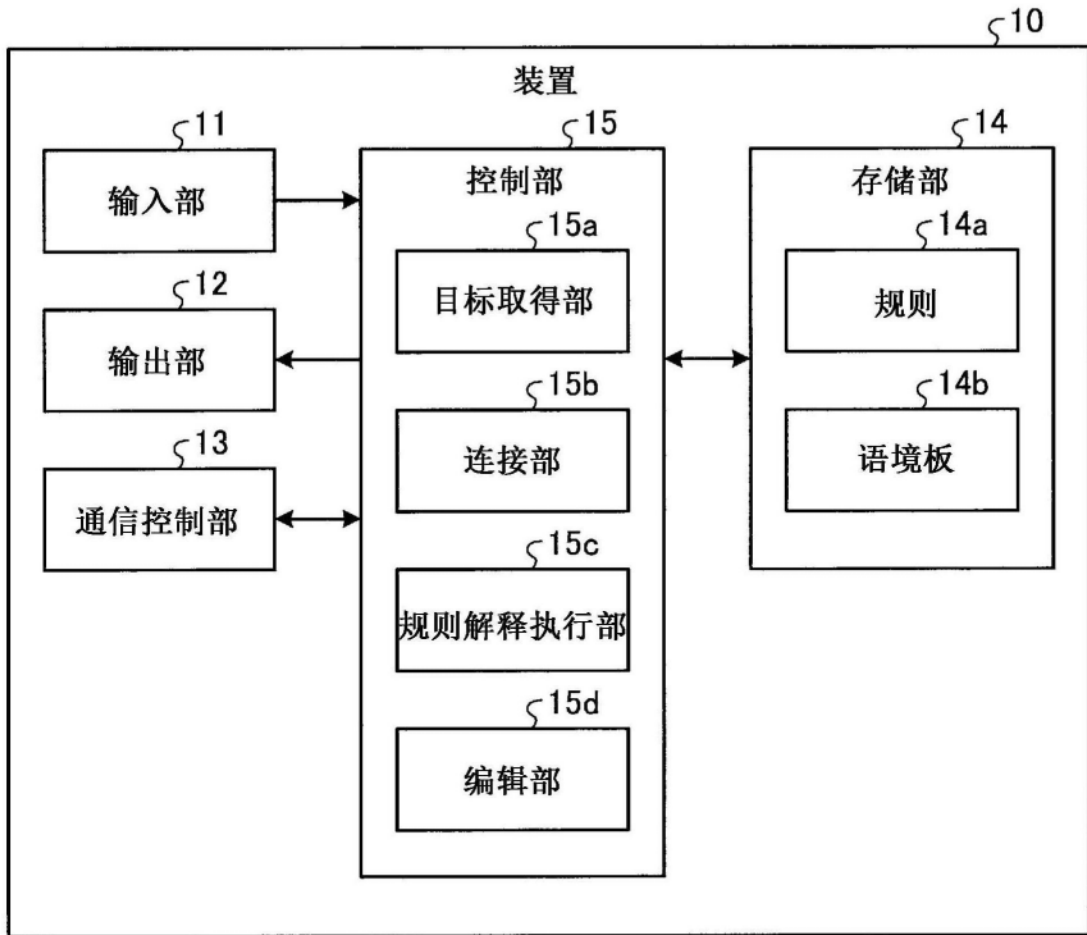 10
装置
11
输入部
12
输出部
13
通信控制部
15
控制部
15a
目标取得部
15b
连接部
15c
规则解释执行部
15d
编辑部
14
存储部
14a
规则
14b
语境板